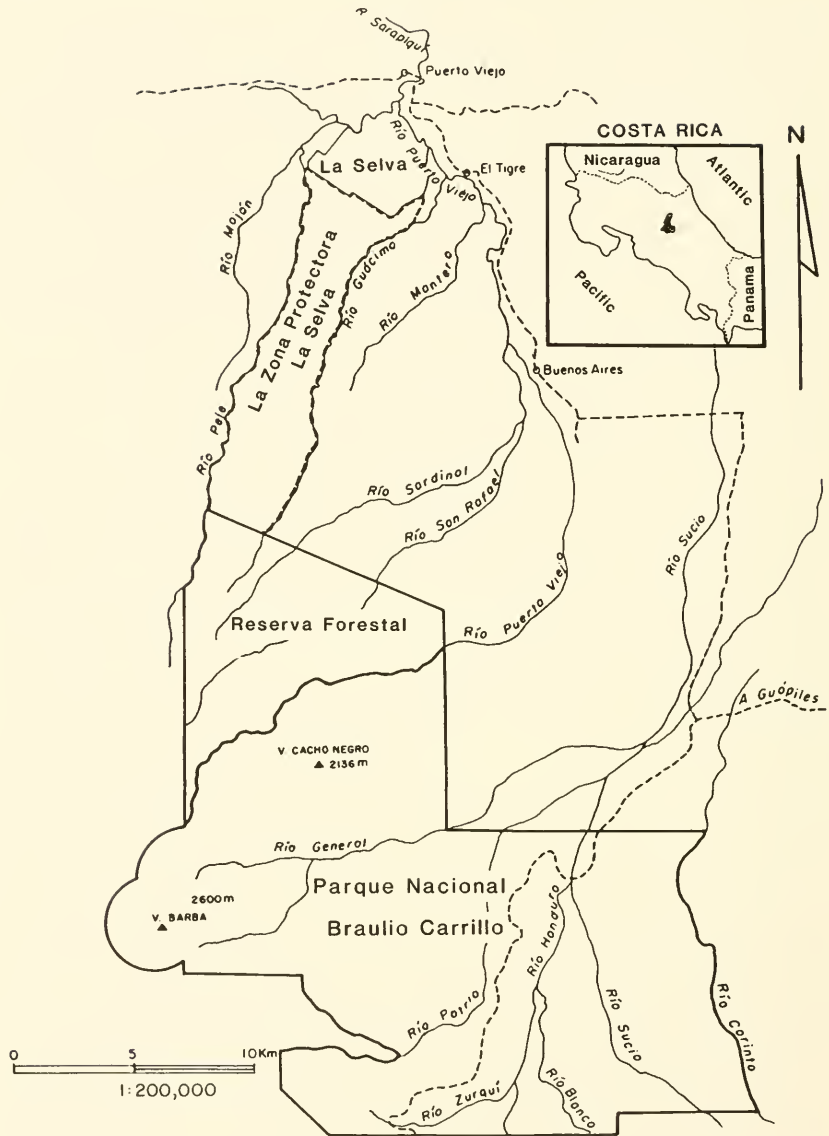 R. Sarapiquí
Puerto Viejo
COSTA RICA
N
Nicaragua
Atlantic
Pacific
Panama
La Selva
Río Puerto Viejo
El Tigre
Río Moján
La Zona Protectora
La Selva
Río Guácimo
Río Montero
Buenos Aires
Río Peje
Río Sardinal
Río San Rafael
Río Sucio
Reserva Forestal
Río Puerto Viejo
A Guápiles
V. CACHO NEGRO
▲ 2136 m
Río General
Parque Nacional
Braulio Carrillo
2600 m
V. BARBA
▲
Río Honduro
Río Patria
Río Sucio
Río Corinto
Río Zurquí
Río Blanco
0 5 10 Km
1:200,000